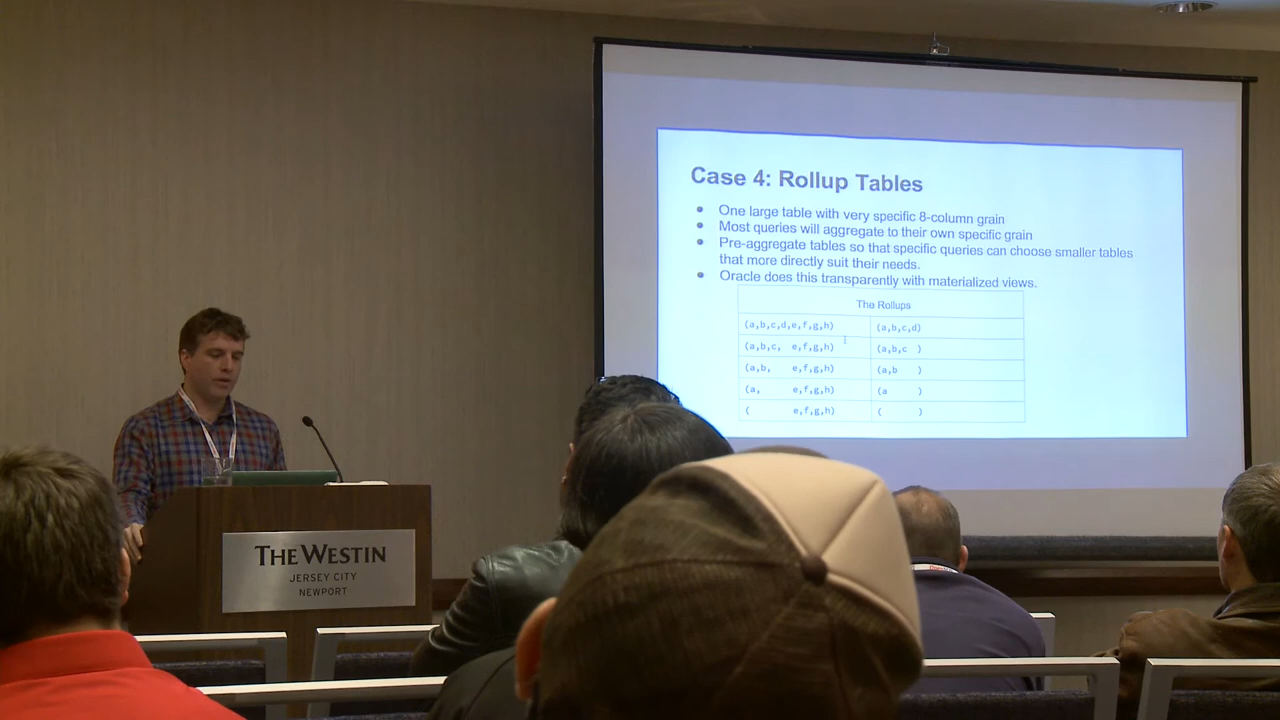 Case 4: Rollup Tables
One large table with very specific 8-column grain
Most queries will aggregate to their own specific grain
Pre-aggregate tables so that specific queries can choose smaller tables
that more directly suit their needs.
Oracle does this transparently with materialized views.
The Rollups
(a,b,c,d,e,f,g,h) (a,b,c,d)
(a,b,c, e,f,g,h) (a,b,c )
(a,b, e,f,g,h) (a,b )
(a, e,f,g,h) (a )
( e,f,g,h) ( )
THE WESTIN
JERSEY CITY
NEWPORT